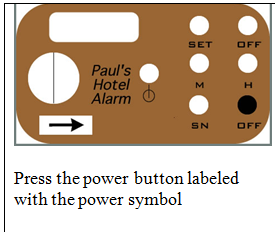 SET OFF
Paul's
Hotel
Alarm
M H
SN OFF
Press the power button labeled
with the power symbol